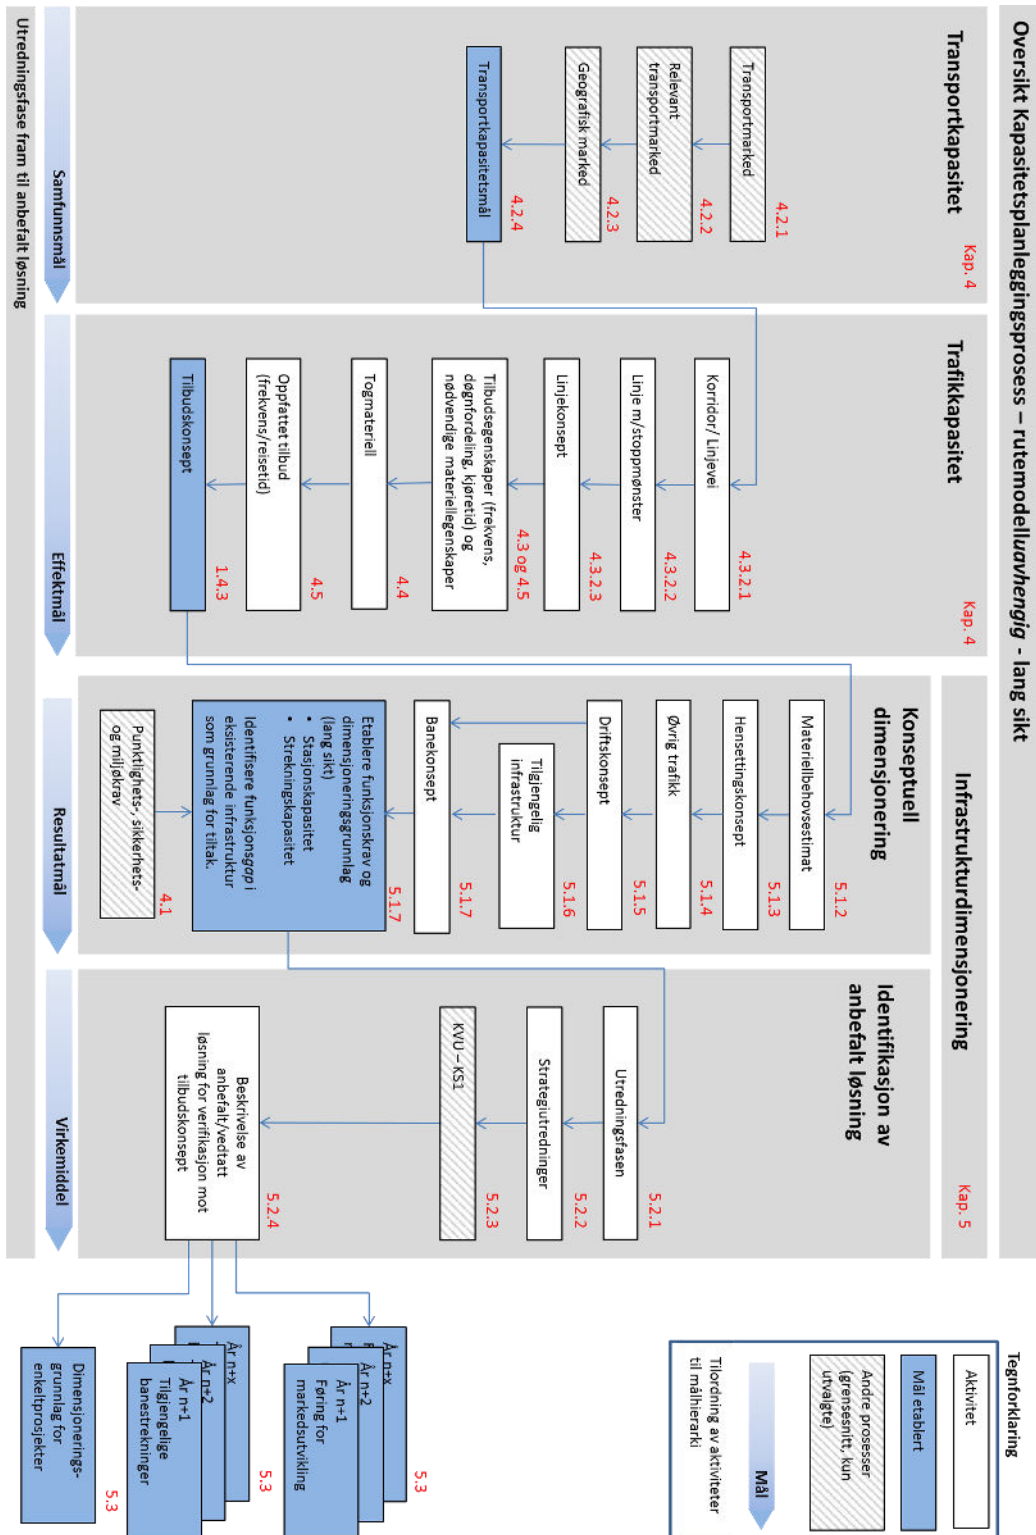 Oversikt Kapasitetsplanleggingsprosess – rutemodelluavhengig - lang sikt
Transportkapasitet
Kap. 4
Transportmarked
4.2.1
Relevant
transportmarked
4.2.2
Geografisk marked
4.2.3
Transportkapasitetsmål
4.2.4
Samfunnsmål
Trafikkapasitet
Kap. 4
Korridor/ Linjevei
4.3.2.1
Linje m/stoppmønster
4.3.2.2
Linjekonsept
4.3.2.3
Tilbudsegenskaper (frekvens,
døgnfordeling, kjøretid) og
nødvendige materiellegenskaper
4.3 og 4.5
Togmateriell
4.4
Oppfattet tilbud
(frekvens/reisetid)
4.5
Tilbudskonsept
1.4.3
Effektmål
Infrastrukturdimensjonering
Kap. 5
Konseptuell
dimensjonering
Materiellbehovsestimat
5.1.2
Hensettingskonsept
5.1.3
Øvrig trafikk
5.1.4
Driftskonsept
5.1.5
Tilgjengelig
infrastruktur
5.1.6
Banekonsept
5.1.7
Etablere funksjonskrav og
dimensjoneringsgrunnlag
(lang sikt)
• Stasjonskapasitet
• Strekningskapasitet
Identifisere funksjonsgap i
eksisterende infrastruktur
som grunnlag for tiltak.
5.1.7
Punktlighets-, sikkerhets-
og miljøkrav
4.1
Resultatmål
Identifikasjon av
anbefalt løsning
Utredningsfasen
5.2.1
Strategiutredninger
5.2.2
KVU – KS1
5.2.3
Beskrivelse av
anbefalt/vedtatt
løsning for verifikasjon mot
tilbudskonsept
5.2.4
Virkemiddel
Utredningsfase fram til anbefalt løsning
Tegnforklaring
Aktivitet
Mål etablert
Andre prosesser
(grensesnitt, kun
utvalgte)
Mål
Tilordning av aktiviteter
til målhierarki
År n+x
År n+2
År n+1
Føring for
markedsutvikling
5.3
År n+x
År n+2
År n+1
Tilgjengelige
banestrekninger
5.3
Dimensjonerings-
grunnlag for
enkeltprosjekter
5.3